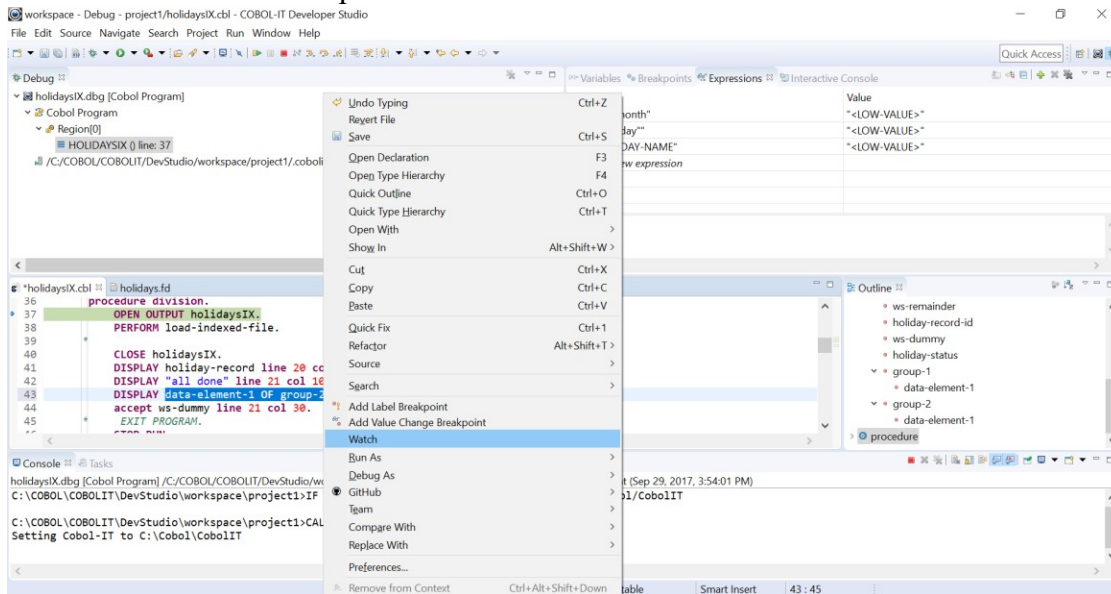 workspace - Debug - project1/holidaysIX.cbl - COBOL-IT Developer Studio
File Edit Source Navigate Search Project Run Window Help
Quick Access
Debug
Variables Breakpoints Expressions Interactive Console
holidaysIX.dbg [Cobol Program]
Cobol Program
Region[0]
HOLIDAYSIX () line: 37
/C:/COBOL/COBOLIT/DevStudio/workspace/project1/.coboli
Value
month" "<LOW-VALUE>"
day"" "<LOW-VALUE>"
DAY-NAME" "<LOW-VALUE>"
ew expression
Undo Typing Ctrl+Z
Revert File
Save Ctrl+S
Open Declaration F3
Open Type Hierarchy F4
Quick Outline Ctrl+O
Quick Type Hierarchy Ctrl+T
Open With
Show In Alt+Shift+W
Cut Ctrl+X
Copy Ctrl+C
Paste Ctrl+V
Quick Fix Ctrl+1
Refactor Alt+Shift+T
Source
Search
Add Label Breakpoint
Add Value Change Breakpoint
Watch
Run As
Debug As
GitHub
Team
Compare With
Replace With
Preferences...
Remove from Context Ctrl+Alt+Shift+Down
*holidaysIX.cbl holidays.fd
36 procedure division.
37 OPEN OUTPUT holidaysIX.
38 PERFORM load-indexed-file.
39 *
40 CLOSE holidaysIX.
41 DISPLAY holiday-record line 20 co
42 DISPLAY "all done" line 21 col 10
43 DISPLAY data-element-1 OF group-2
44 accept ws-dummy line 21 col 30.
45 * EXIT PROGRAM.
Outline
ws-remainder
holiday-record-id
ws-dummy
holiday-status
group-1
data-element-1
group-2
data-element-1
procedure
Console Tasks
holidaysIX.dbg [Cobol Program] /C:/COBOL/COBOLIT/DevStudio/wo
t (Sep 29, 2017, 3:54:01 PM)
C:\COBOL\COBOLIT\DevStudio\workspace\project1>IF
ol/CobolIT
C:\COBOL\COBOLIT\DevStudio\workspace\project1>CAL
Setting Cobol-IT to C:\Cobol\CobolIT
table Smart Insert 43 : 45